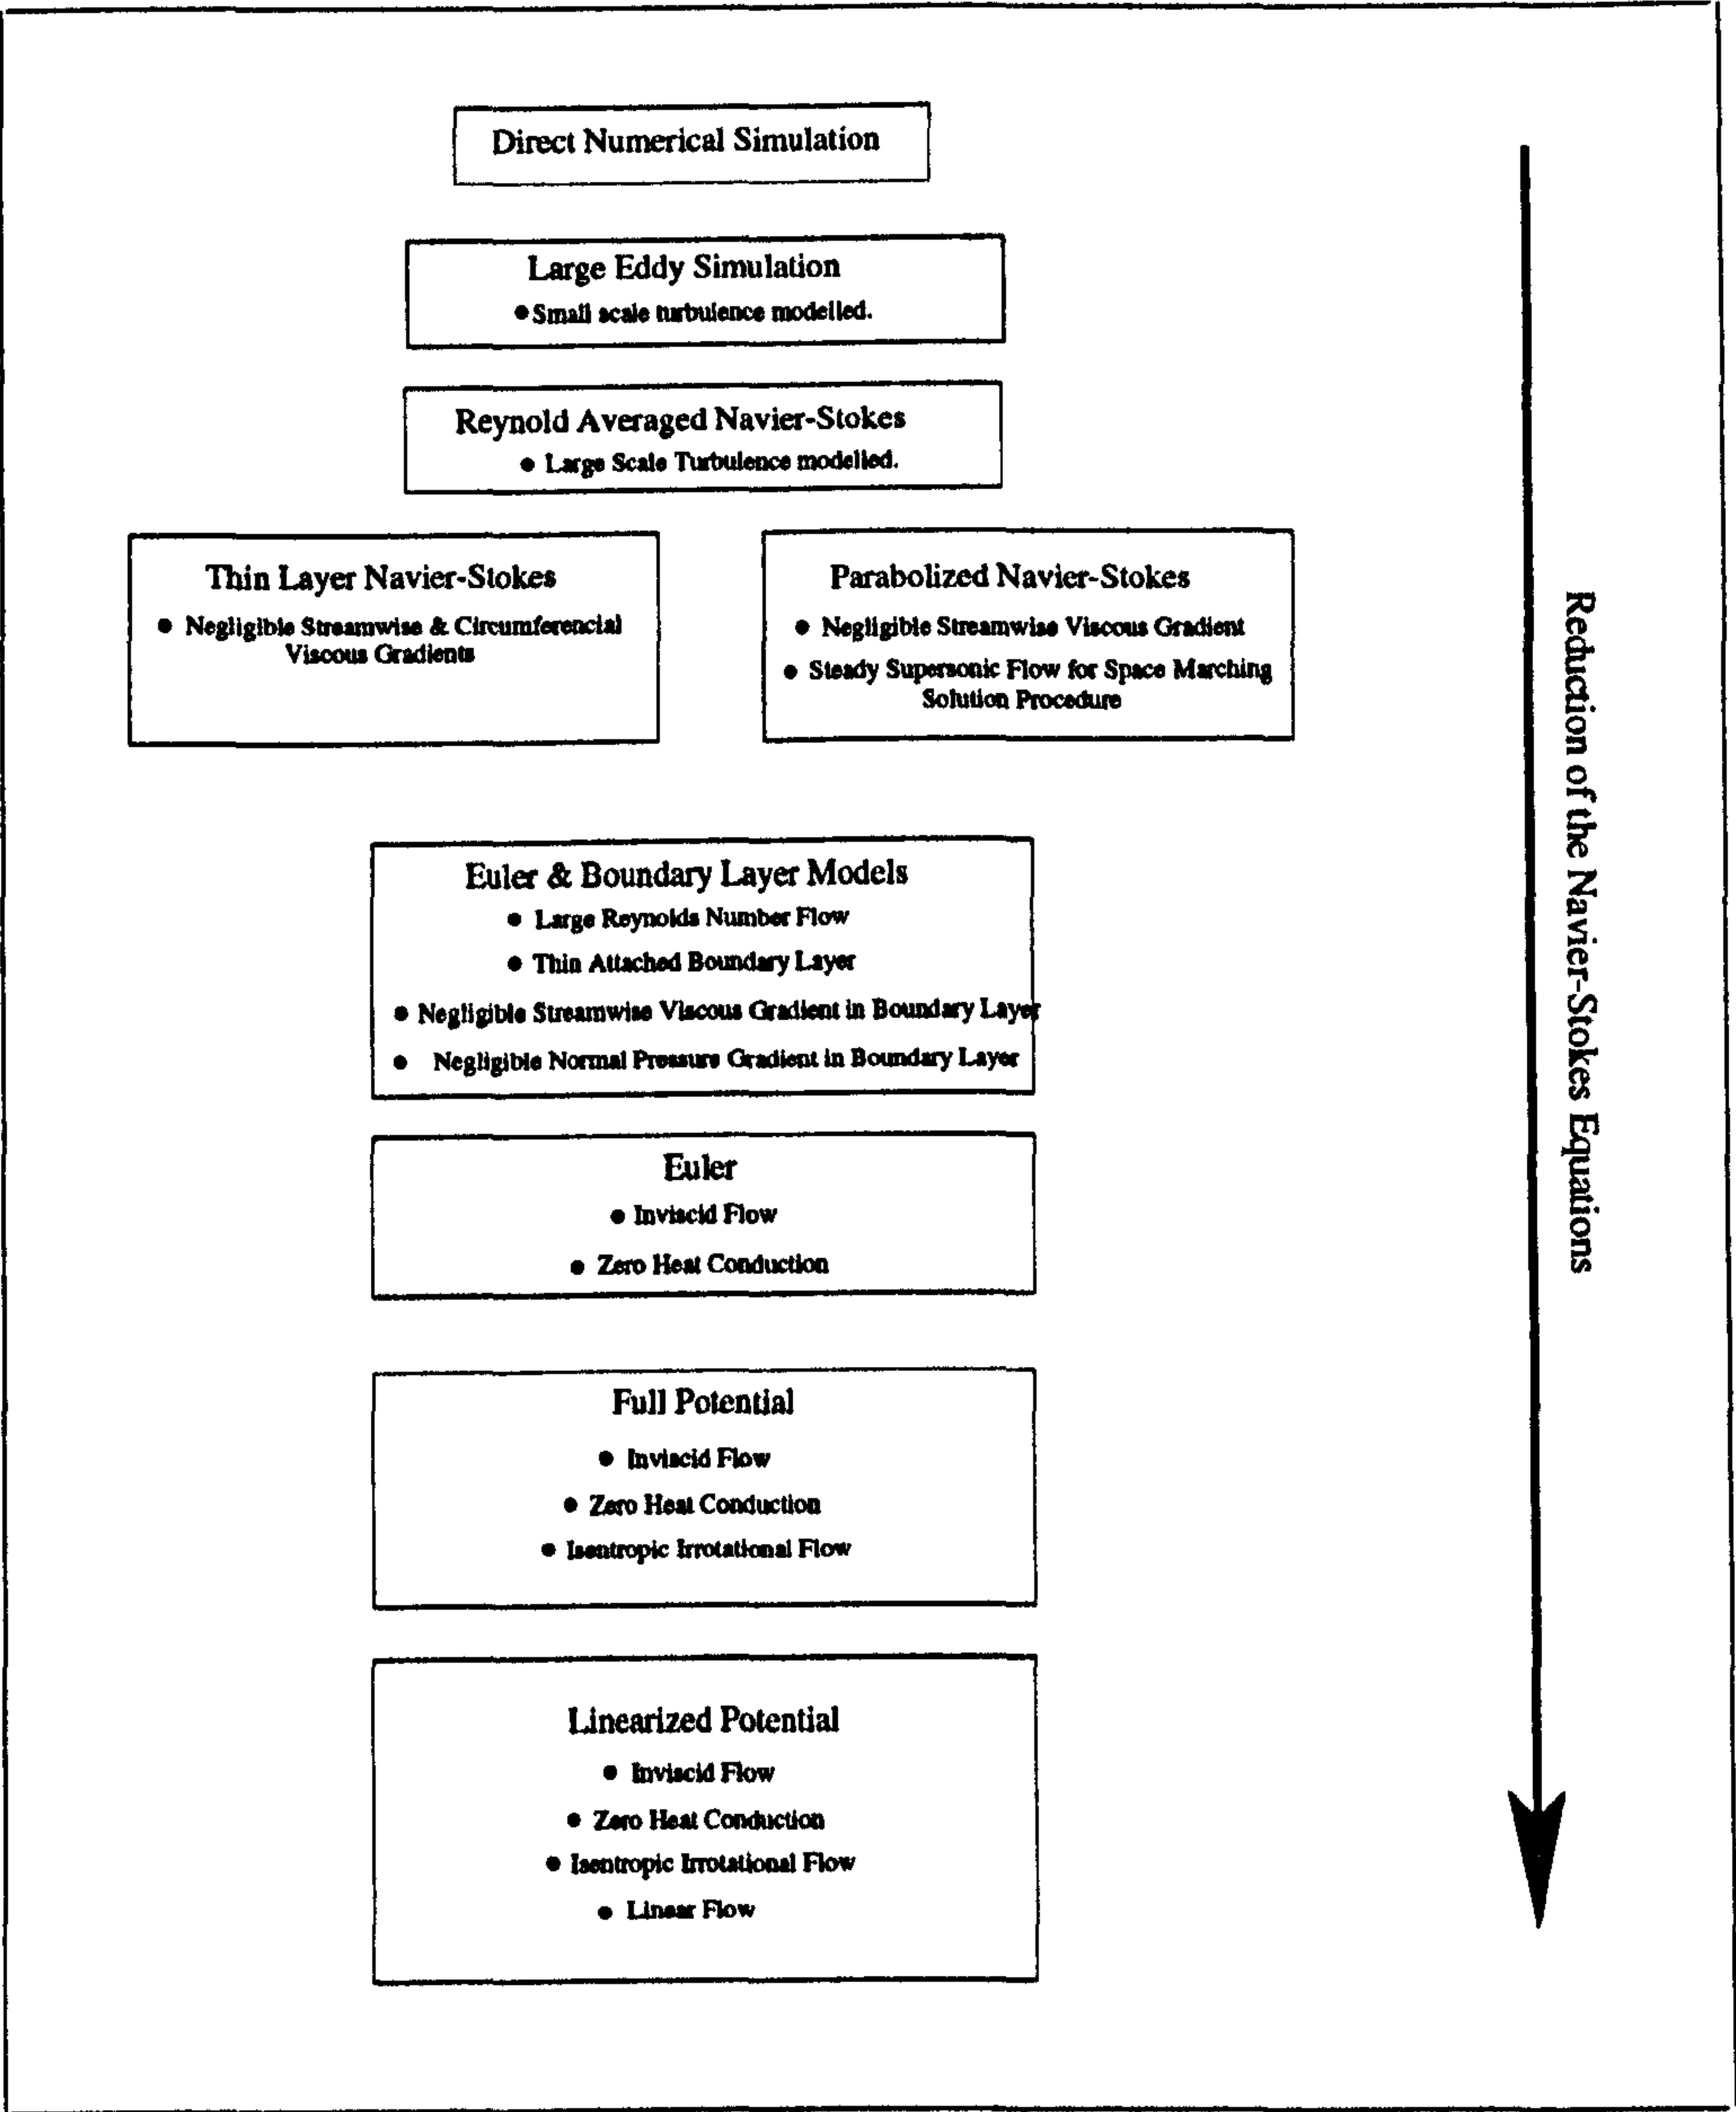 Direct Numerical Simulation
Large Eddy Simulation
● Small scale turbulence modelled.
Reynold Averaged Navier-Stokes
● Large Scale Turbulence modelled.
Thin Layer Navier-Stokes
● Negligible Streamwise & Circumferencial
Viscous Gradients
Parabolized Navier-Stokes
● Negligible Streamwise Viscous Gradient
● Steady Supersonic Flow for Space Marching
Solution Procedure
Euler & Boundary Layer Models
● Large Reynolds Number Flow
● Thin Attached Boundary Layer
● Negligible Streamwise Viscous Gradient in Boundary Layer
● Negligible Normal Pressure Gradient in Boundary Layer
Euler
● Inviscid Flow
● Zero Heat Conduction
Full Potential
● Inviscid Flow
● Zero Heat Conduction
● Isentropic Irrotational Flow
Linearized Potential
● Inviscid Flow
● Zero Heat Conduction
● Isentropic Irrotational Flow
● Linear Flow
Reduction of the Navier-Stokes Equations